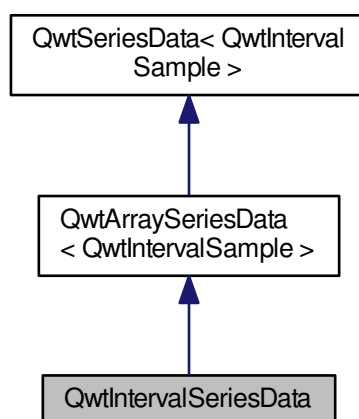 QwtSeriesData< QwtInterval
Sample >
QwtArraySeriesData
< QwtIntervalSample >
QwtIntervalSeriesData